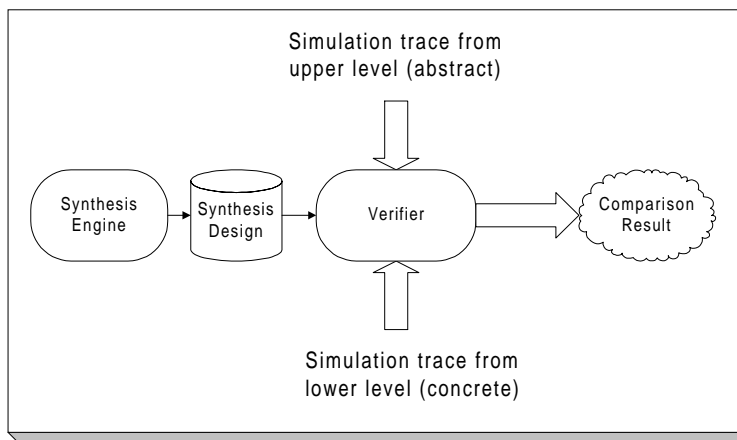 Simulation trace from
upper level (abstract)
Synthesis
Engine
Synthesis
Design
Verifier
Comparison
Result
Simulation trace from
lower level (concrete)